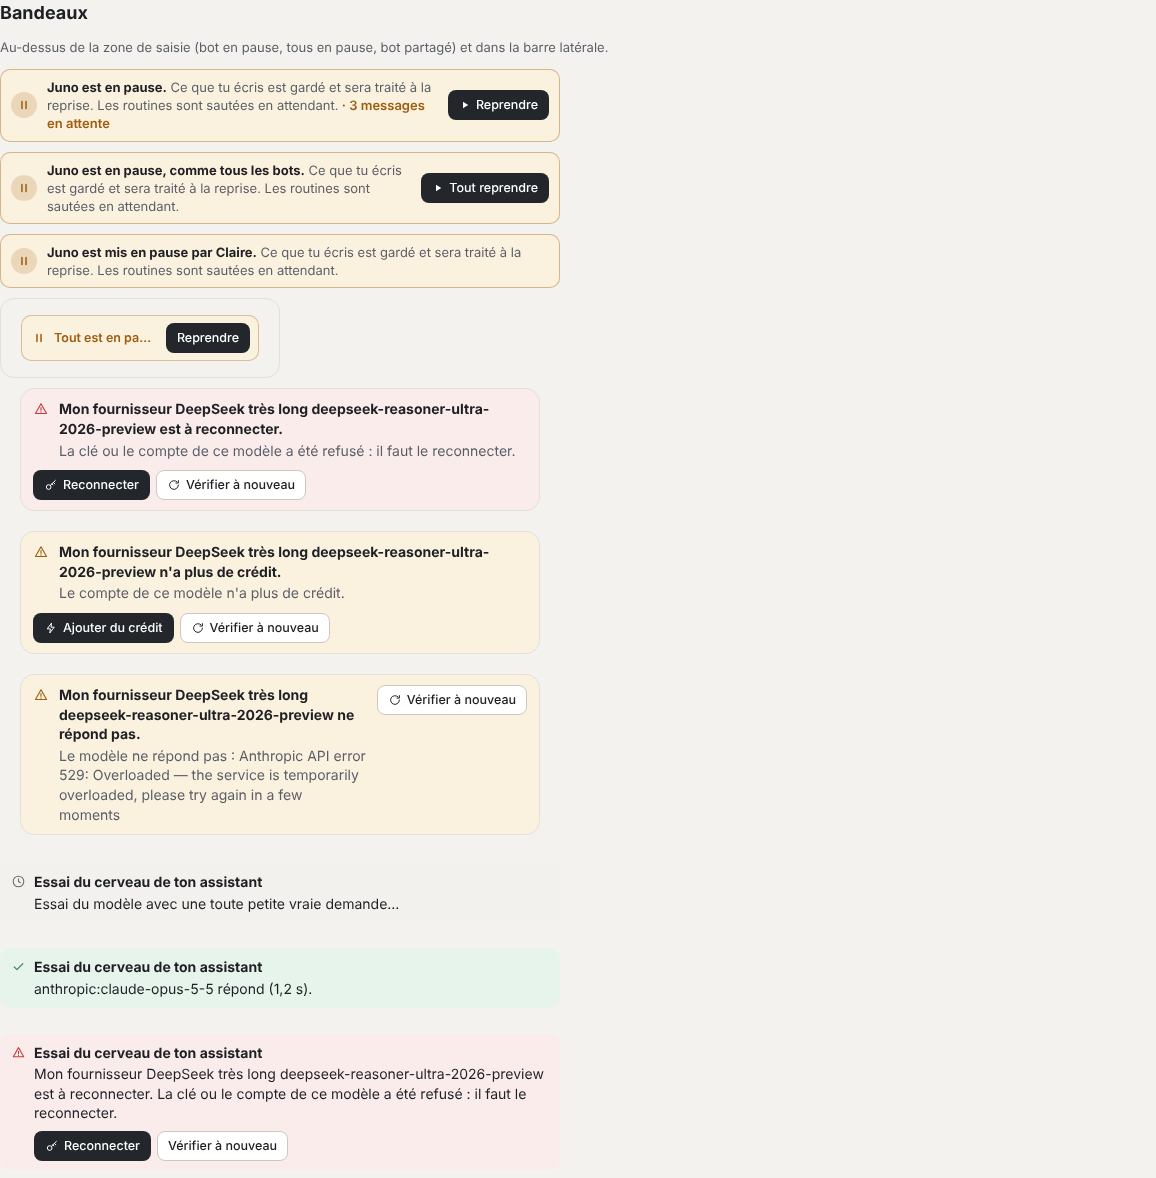 Bandeaux
Au-dessus de la zone de saisie (bot en pause, tous en pause, bot partagé) et dans la barre latérale.
Juno est en pause. Ce que tu écris est gardé et sera traité à la
reprise. Les routines sont sautées en attendant. · 3 messages
en attente
Reprendre
Juno est en pause, comme tous les bots. Ce que tu écris
est gardé et sera traité à la reprise. Les routines sont
sautées en attendant.
Tout reprendre
Juno est mis en pause par Claire. Ce que tu écris est gardé et sera traité à la
reprise. Les routines sont sautées en attendant.
Tout est en pa…
Reprendre
Mon fournisseur DeepSeek très long deepseek-reasoner-ultra-
2026-preview est à reconnecter.
La clé ou le compte de ce modèle a été refusé : il faut le reconnecter.
Reconnecter
Vérifier à nouveau
Mon fournisseur DeepSeek très long deepseek-reasoner-ultra-
2026-preview n'a plus de crédit.
Le compte de ce modèle n'a plus de crédit.
Ajouter du crédit
Vérifier à nouveau
Mon fournisseur DeepSeek très long
deepseek-reasoner-ultra-2026-preview ne
répond pas.
Vérifier à nouveau
Le modèle ne répond pas : Anthropic API error
529: Overloaded — the service is temporarily
overloaded, please try again in a few
moments
Essai du cerveau de ton assistant
Essai du modèle avec une toute petite vraie demande…
Essai du cerveau de ton assistant
anthropic:claude-opus-5-5 répond (1,2 s).
Essai du cerveau de ton assistant
Mon fournisseur DeepSeek très long deepseek-reasoner-ultra-2026-preview
est à reconnecter. La clé ou le compte de ce modèle a été refusé : il faut le
reconnecter.
Reconnecter
Vérifier à nouveau